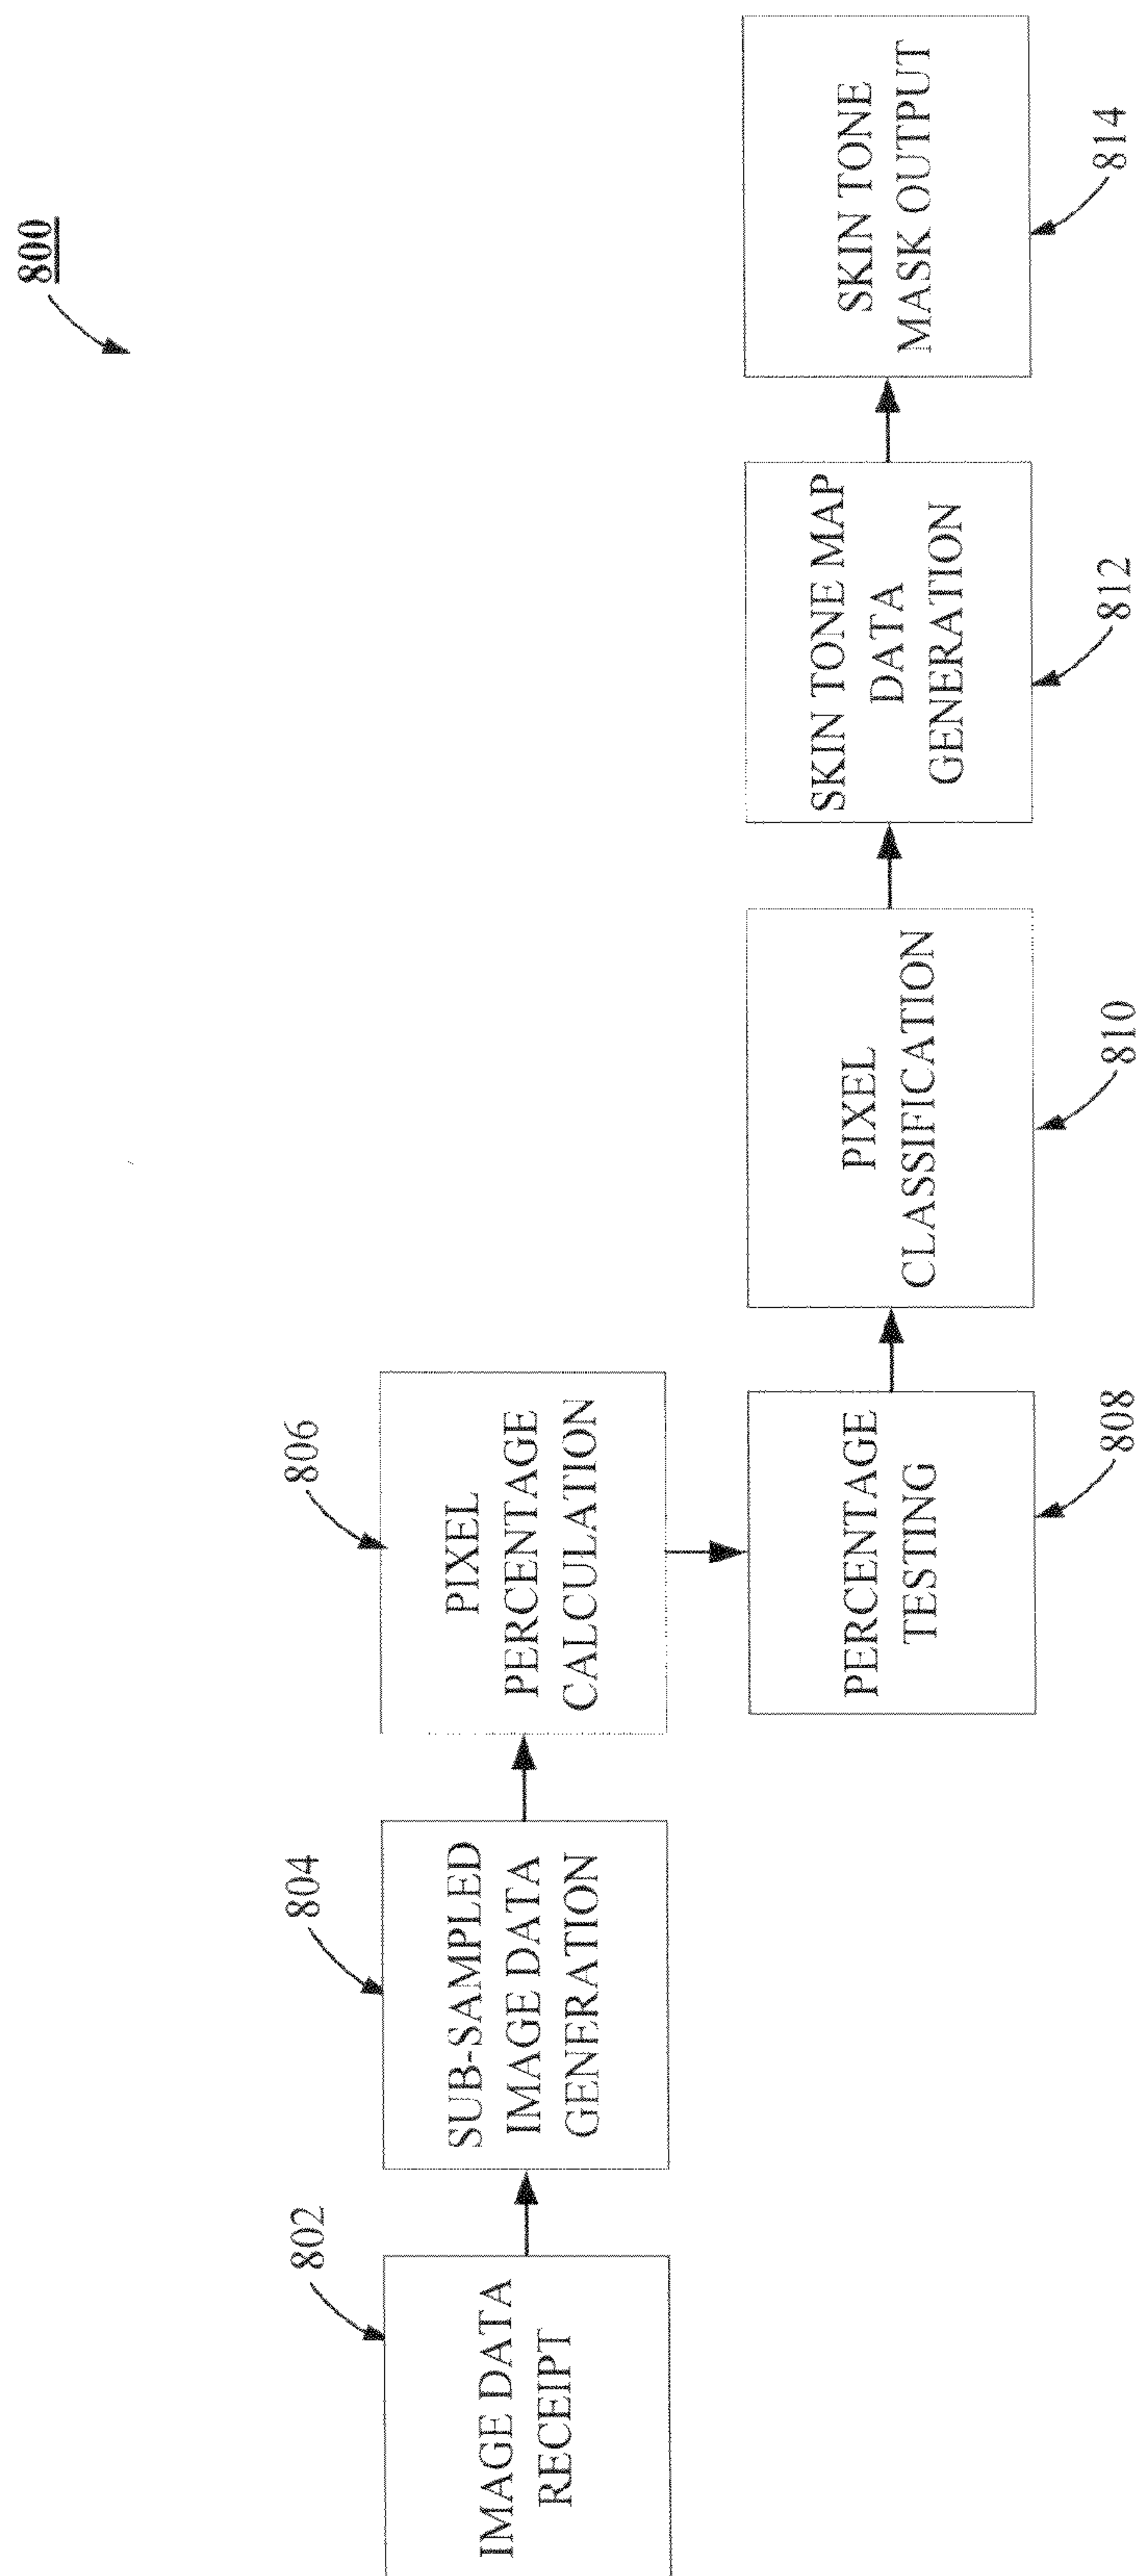 800
802
IMAGE DATA
RECEIPT
804
SUB-SAMPLED
IMAGE DATA
GENERATION
806
PIXEL
PERCENTAGE
CALCULATION
PERCENTAGE
TESTING
808
PIXEL
CLASSIFICATION
810
SKIN TONE MAP
DATA
GENERATION
812
SKIN TONE
MASK OUTPUT
814